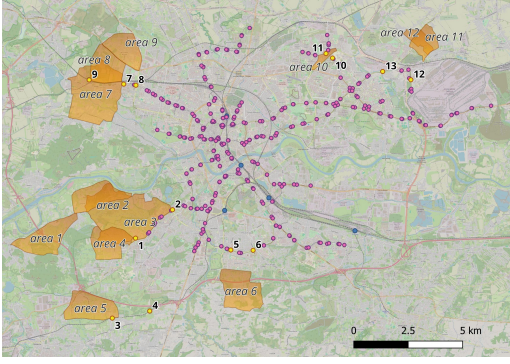 area 9
area 12
area 11
area 8
11
10
area 10
13
12
9
7
8
area 7
area 2
2
area 3
area 1
area 4
1
5
6
area 6
area 5
4
3
0
2.5
5 km